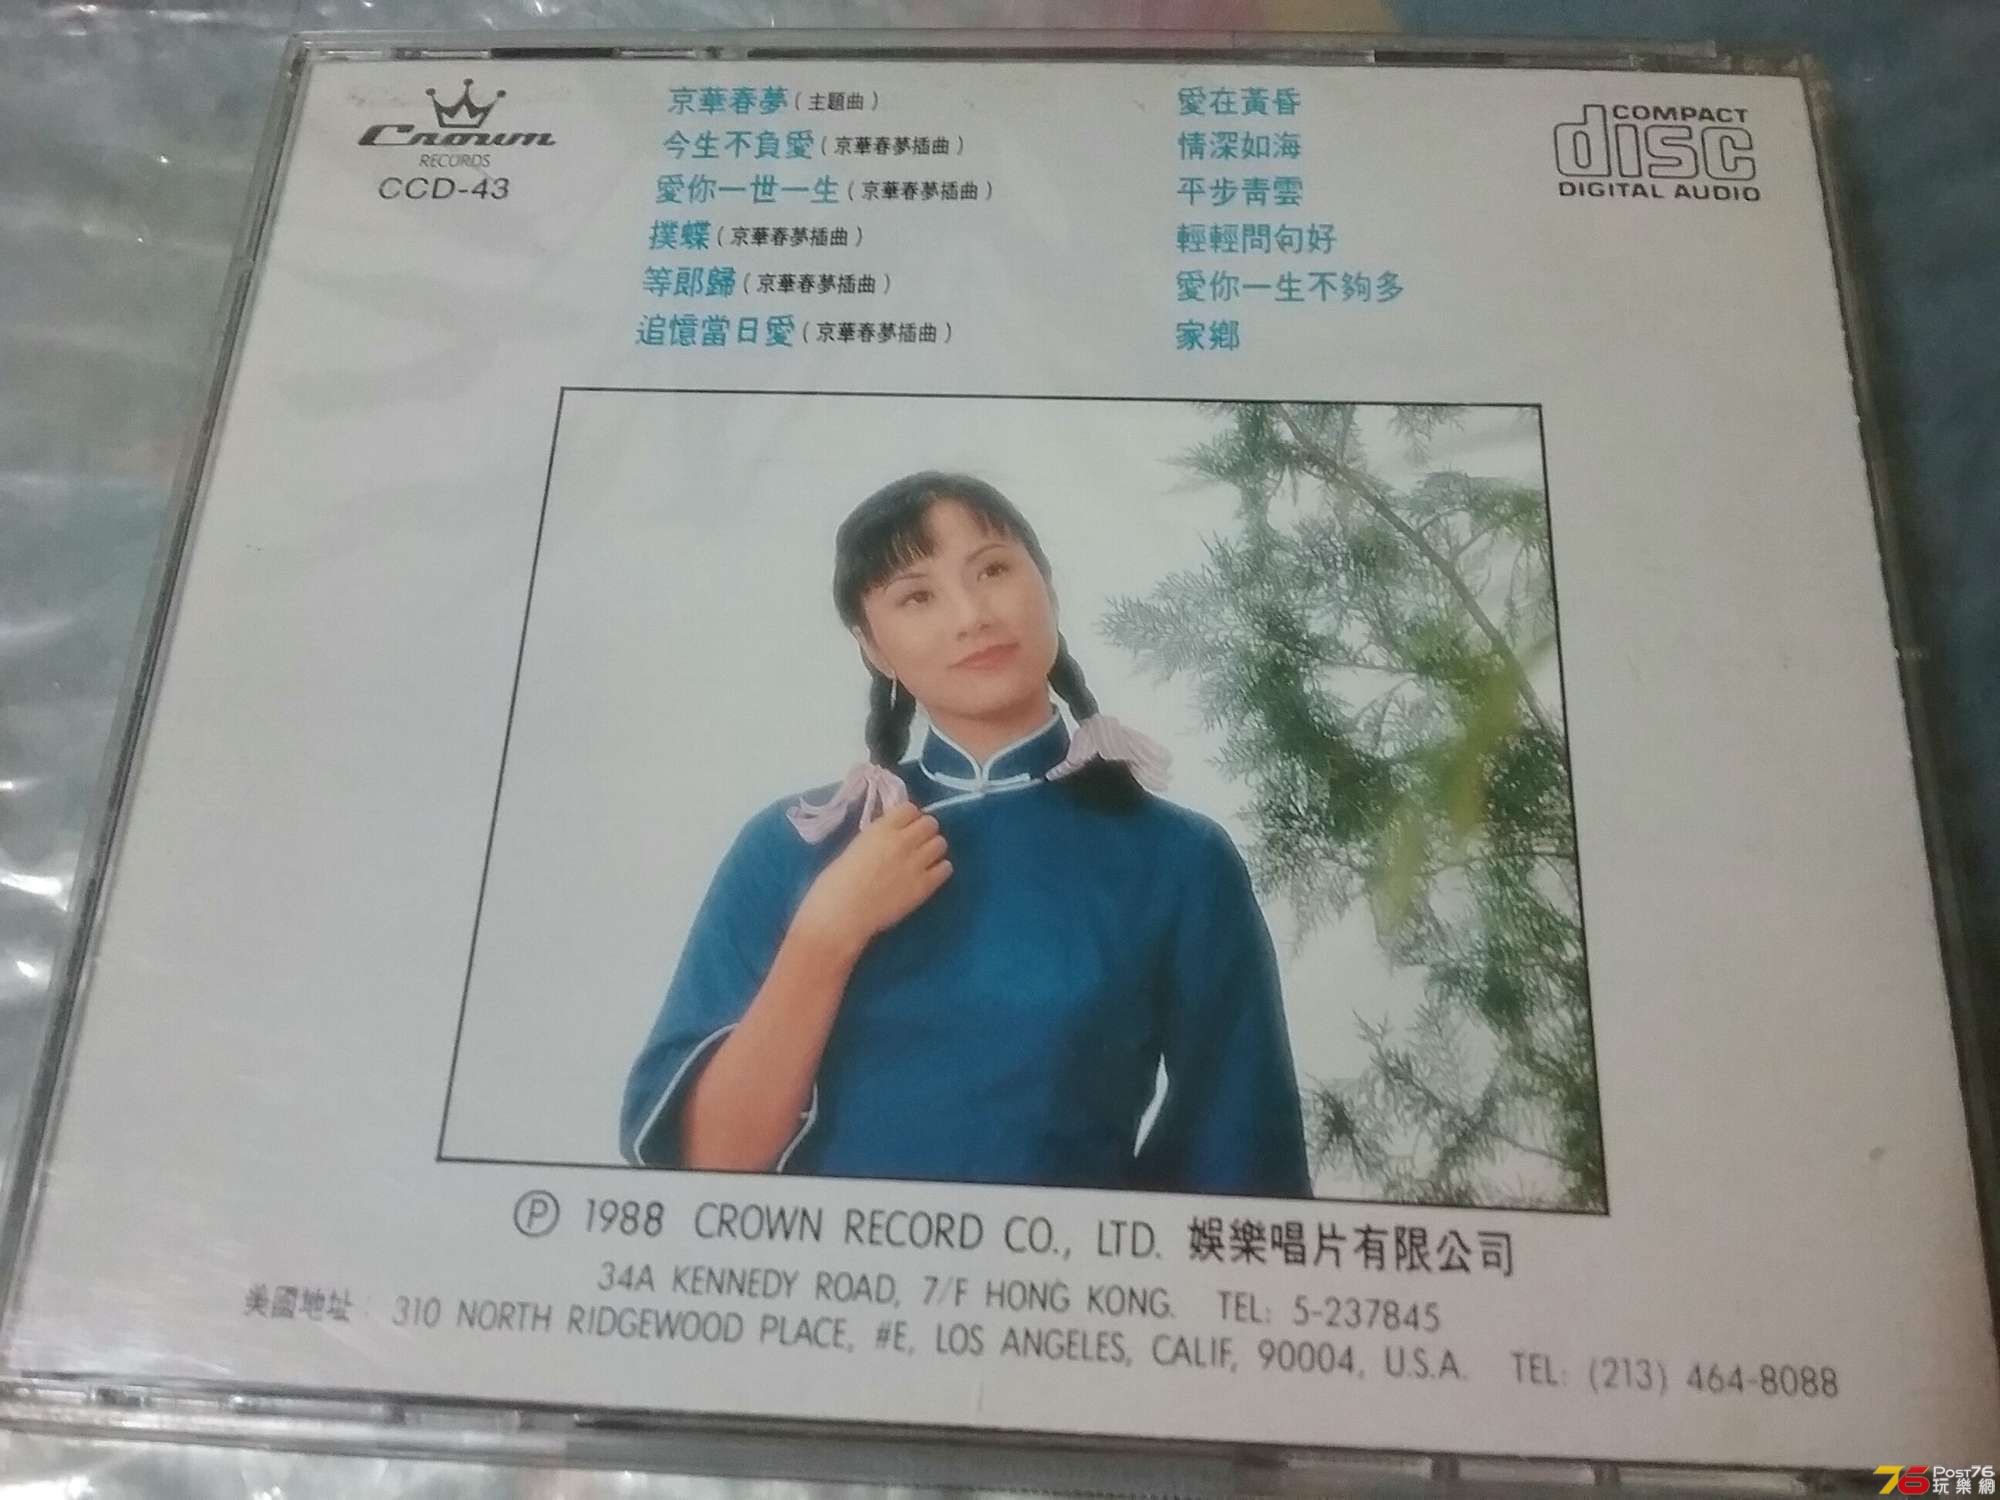 Crown
RECORDS
CCD-43
京華春夢（主題曲）
今生不負愛（京華春夢插曲）
愛你一世一生（京華春夢插曲）
撲蝶（京華春夢插曲）
等郎歸（京華春夢插曲）
追憶當日愛（京華春夢插曲）
愛在黃昏
情深如海
平步青雲
輕輕問句好
愛你一生不夠多
家鄉
COMPACT
disc
DIGITAL AUDIO
Ⓟ 1988 CROWN RECORD CO., LTD. 娛樂唱片有限公司
34A KENNEDY ROAD, 7/F HONG KONG. TEL: 5-237845
美國地址：310 NORTH RIDGEWOOD PLACE, #E, LOS ANGELES, CALIF, 90004, U.S.A. TEL: (213) 464-8088
76 Post76
玩樂網